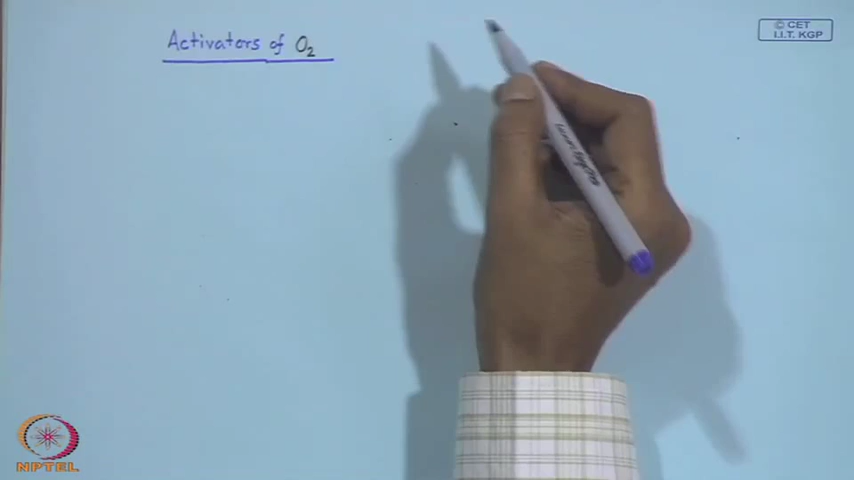 Activators of O₂
© CET
I.I.T. KGP
NPTEL